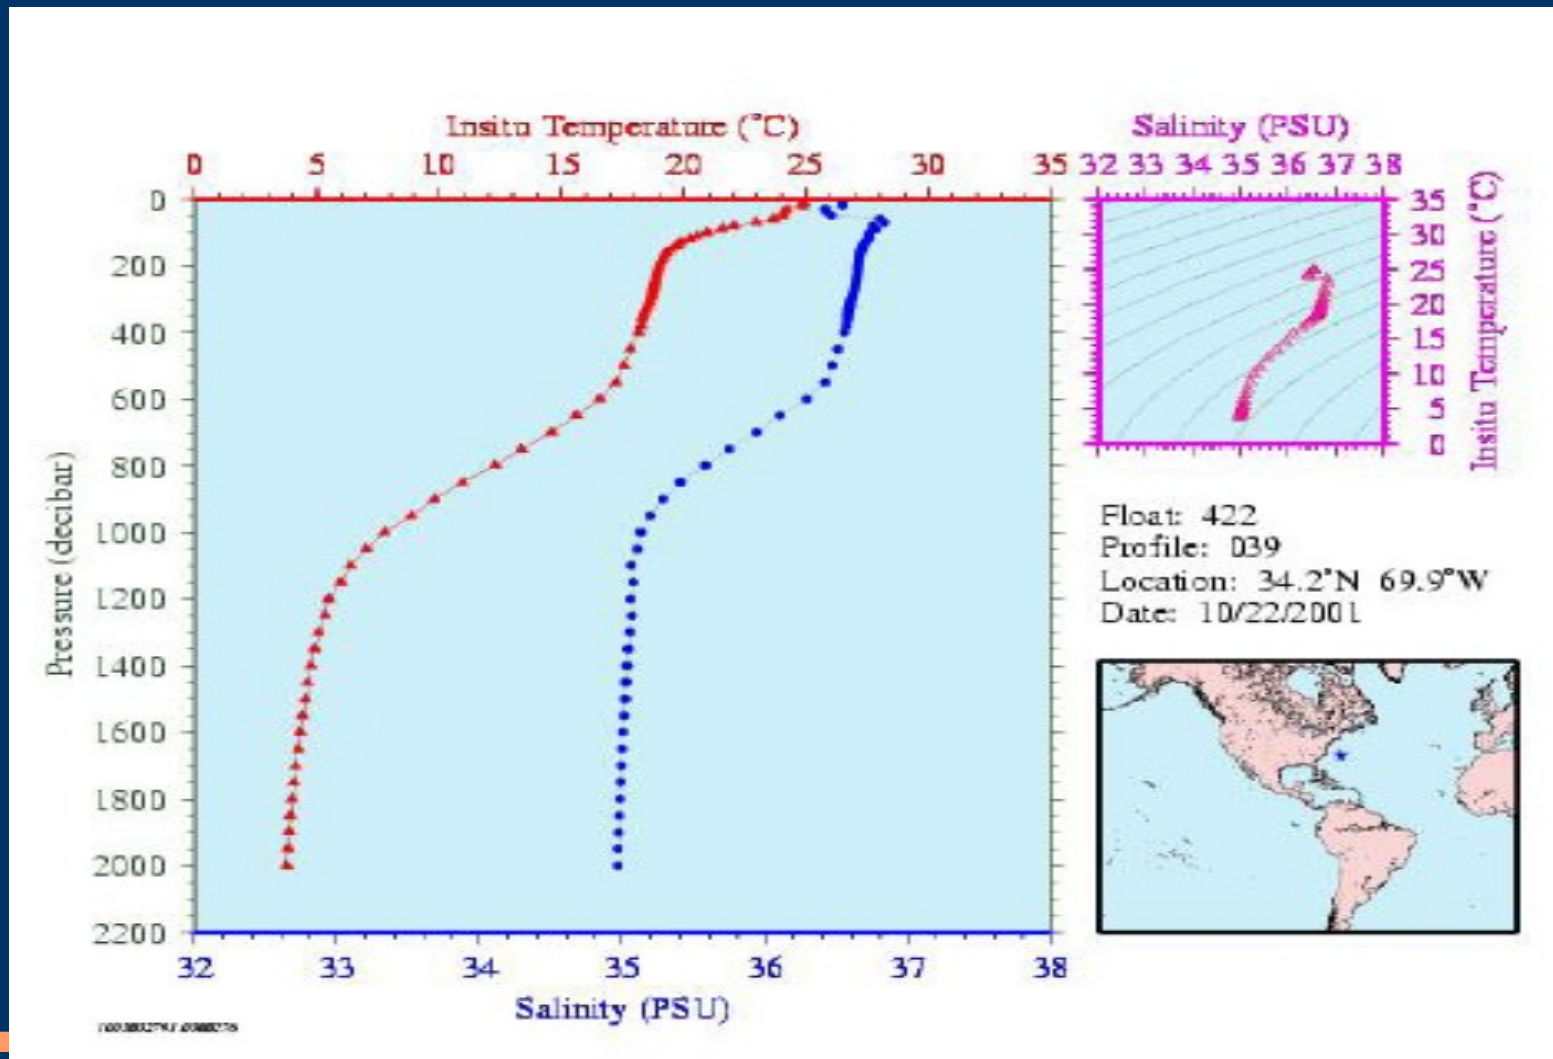 Insitu Temperature (°C)
0 5 10 15 20 25 30 35
0
200
400
600
800
1000
1200
1400
1600
1800
2000
2200
Pressure (decibar)
32 33 34 35 36 37 38
Salinity (PSU)
Salinity (PSU)
32 33 34 35 36 37 38
35
30
25
20
15
10
5
0
Insitu Temperature (°C)
Float: 422
Profile: 039
Location: 34.2°N 69.9°W
Date: 10/22/2001